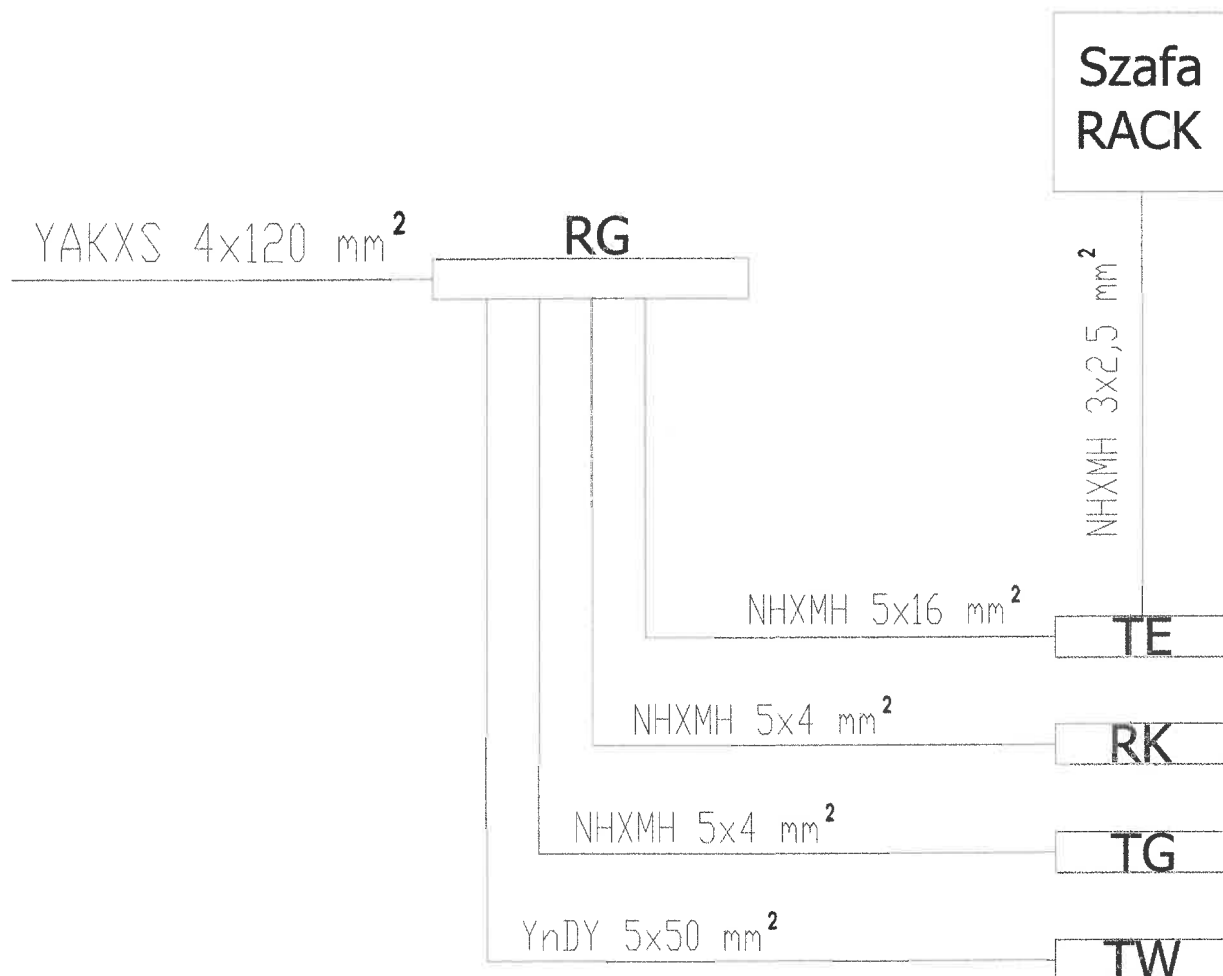 Szafa
RACK
YAKXS 4x120 mm²
RG
NHXMH 3x2,5 mm²
NHXMH 5x16 mm²
TE
NHXMH 5x4 mm²
RK
NHXMH 5x4 mm²
TG
YnDY 5x50 mm²
TW